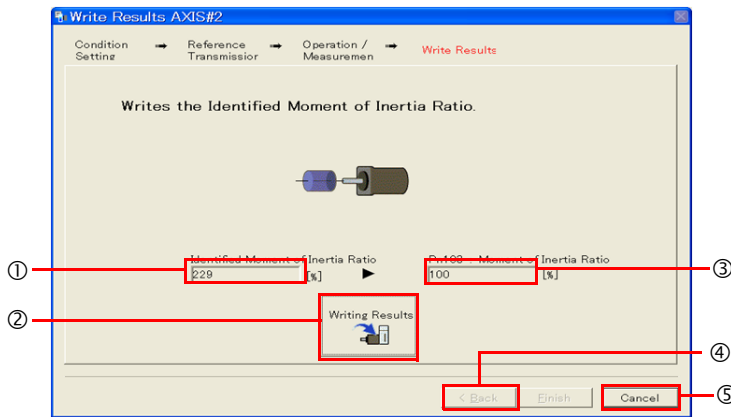 Write Results AXIS#2
Condition Setting → Reference Transmissior → Operation / Measuremen → Write Results
Writes the Identified Moment of Inertia Ratio.
Identified Moment of Inertia Ratio
229 [%]
Pn103 : Moment of Inertia Ratio
100 [%]
Writing Results
< Back
Finish
Cancel
①
②
③
④
⑤